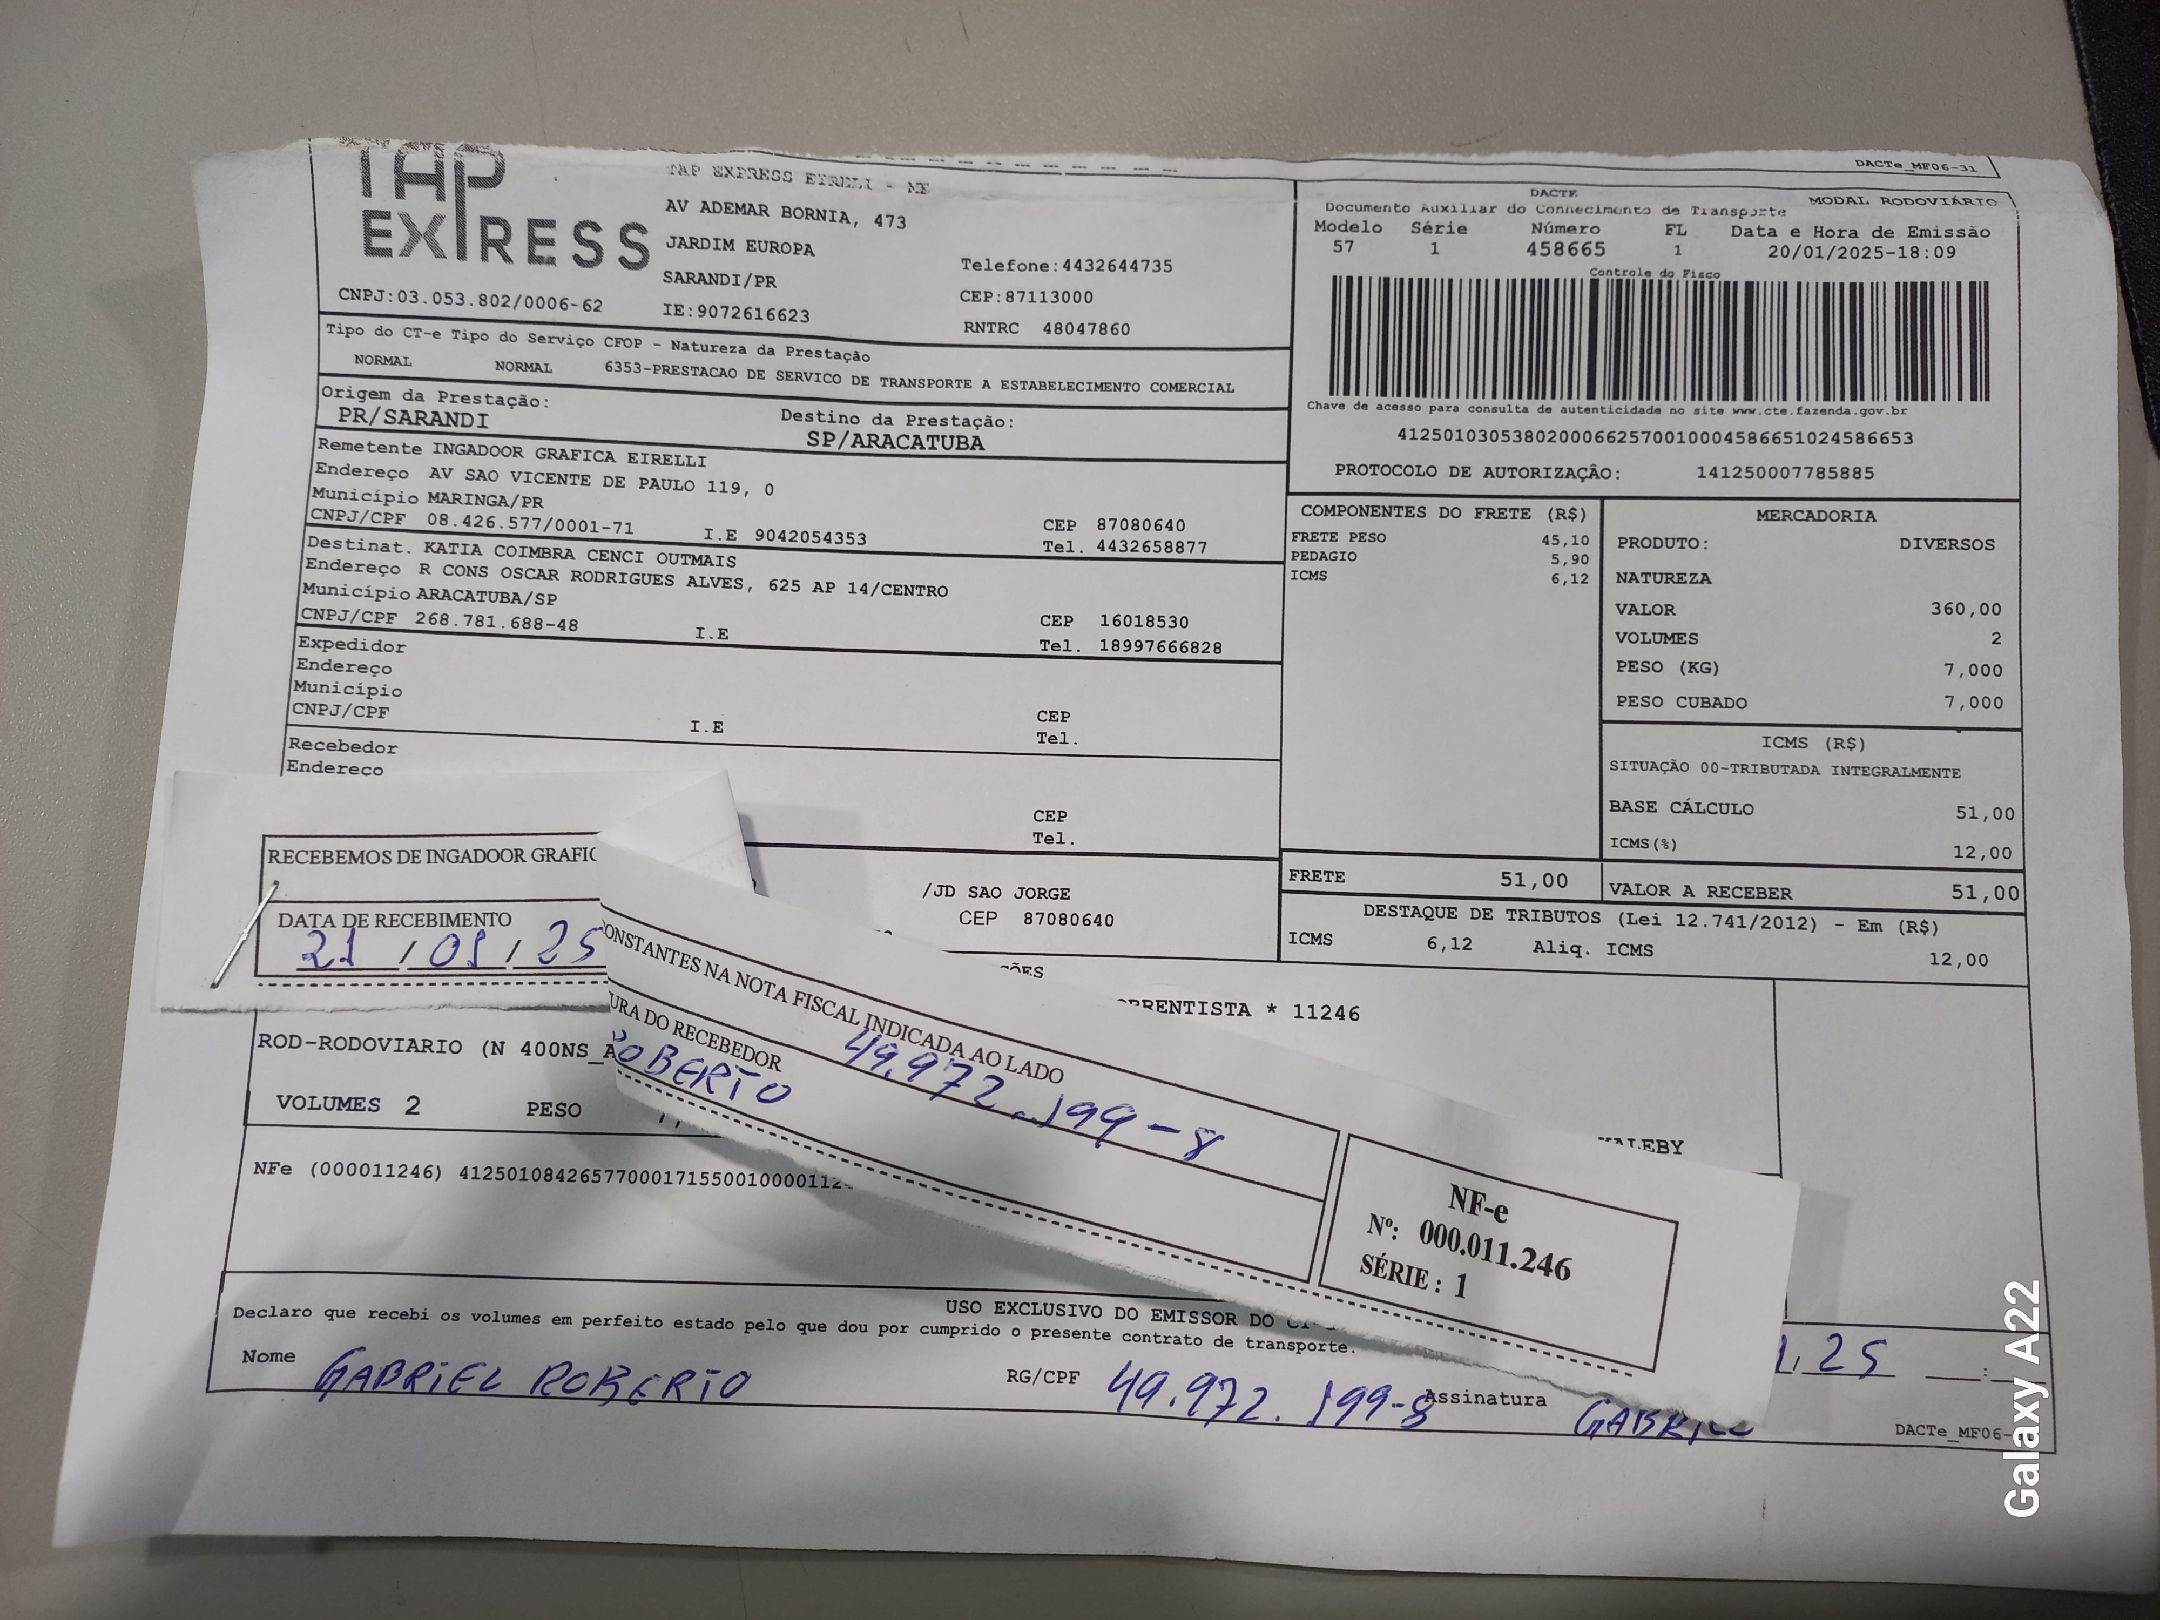 DACTe_MF06-31
TAP
EXPRESS
TAP EXPRESS EIRELI - ME
AV ADEMAR BORNIA, 473
JARDIM EUROPA
SARANDI/PR
IE:9072616623
Telefone:4432644735
CEP:87113000
RNTRC 48047860
CNPJ:03.053.802/0006-62
DACTE
Documento Auxiliar do Conhecimento de Transporte
MODAL RODOVIÁRIO
Modelo Série Número FL Data e Hora de Emissão
57 1 458665 1 20/01/2025-18:09
Controle do Fisco
Chave de acesso para consulta de autenticidade no site www.cte.fazenda.gov.br
41250103053802000662570010004586651024586653
PROTOCOLO DE AUTORIZAÇÃO: 141250007785885
Tipo do CT-e Tipo do Serviço CFOP - Natureza da Prestação
NORMAL NORMAL 6353-PRESTACAO DE SERVICO DE TRANSPORTE A ESTABELECIMENTO COMERCIAL
Origem da Prestação: Destino da Prestação:
PR/SARANDI SP/ARACATUBA
Remetente INGADOOR GRAFICA EIRELLI
Endereço AV SAO VICENTE DE PAULO 119, 0
Município MARINGA/PR CEP 87080640
CNPJ/CPF 08.426.577/0001-71 I.E 9042054353 Tel. 4432658877
Destinat. KATIA COIMBRA CENCI OUTMAIS
Endereço R CONS OSCAR RODRIGUES ALVES, 625 AP 14/CENTRO
Município ARACATUBA/SP CEP 16018530
CNPJ/CPF 268.781.688-48 I.E Tel. 18997666828
Expedidor
Endereço
Município CEP
CNPJ/CPF I.E Tel.
Recebedor
Endereco
CEP
Tel.
/JD SAO JORGE
CEP 87080640
COMPONENTES DO FRETE (R$)
FRETE PESO 45,10
PEDAGIO 5,90
ICMS 6,12
MERCADORIA
PRODUTO: DIVERSOS
NATUREZA
VALOR 360,00
VOLUMES 2
PESO (KG) 7,000
PESO CUBADO 7,000
ICMS (R$)
SITUAÇÃO 00-TRIBUTADA INTEGRALMENTE
BASE CÁLCULO 51,00
ICMS(%) 12,00
FRETE 51,00 VALOR A RECEBER 51,00
DESTAQUE DE TRIBUTOS (Lei 12.741/2012) - Em (R$)
ICMS 6,12 Aliq. ICMS 12,00
RECEBEMOS DE INGADOOR GRAFIC
DATA DE RECEBIMENTO
21/01/25
ONSTANTES NA NOTA FISCAL INDICADA AO LADO
URA DO RECEBEDOR
ROBERTO 49.972.199-8
NF-e
Nº: 000.011.246
SÉRIE: 1
RRENTISTA * 11246
ROD-RODOVIARIO (N 400NS_A
VOLUMES 2 PESO
ALEBY
NFe (000011246) 41250108426577000171550010000112
USO EXCLUSIVO DO EMISSOR DO
Declaro que recebi os volumes em perfeito estado pelo que dou por cumprido o presente contrato de transporte.
Nome GABRIEL ROBERTO RG/CPF 49.972.199-8 Assinatura GABRIEL
25
DACTe_MF06-
Galaxy A22